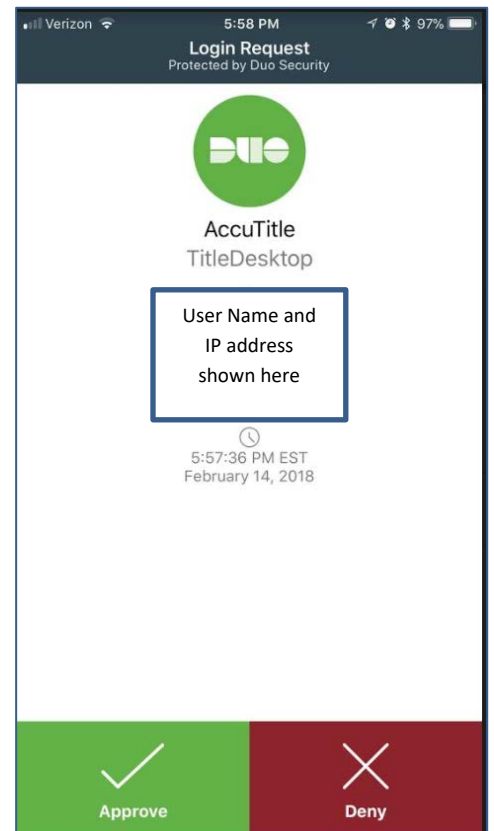 Verizon 5:58 PM 97%
Login Request
Protected by Duo Security
DUO
AccuTitle
TitleDesktop
User Name and
IP address
shown here
5:57:36 PM EST
February 14, 2018
Approve Deny